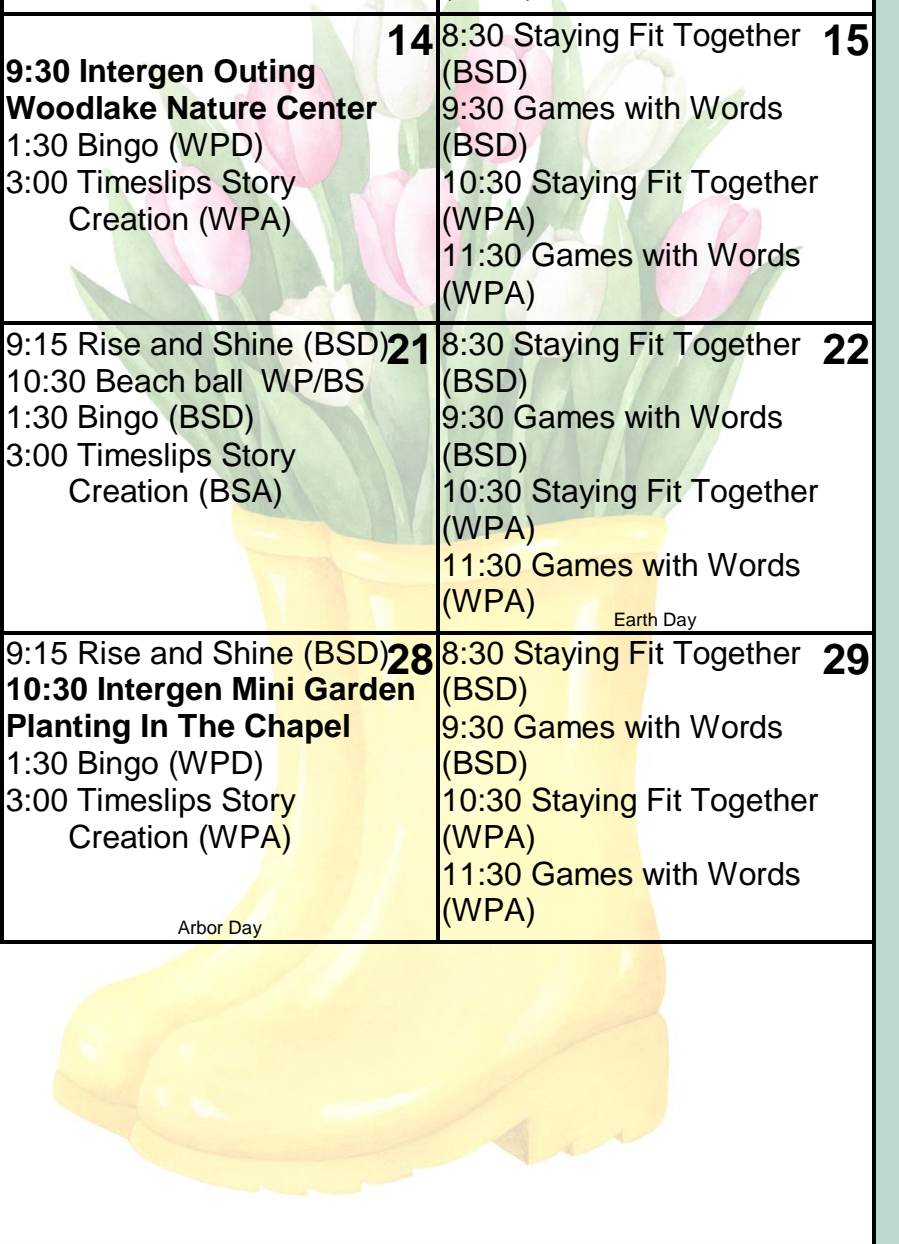 14
9:30 Intergen Outing
Woodlake Nature Center
1:30 Bingo (WPD)
3:00 Timeslips Story
Creation (WPA)
8:30 Staying Fit Together 15
(BSD)
9:30 Games with Words
(BSD)
10:30 Staying Fit Together
(WPA)
11:30 Games with Words
(WPA)
9:15 Rise and Shine (BSD) 21
10:30 Beach ball WP/BS
1:30 Bingo (BSD)
3:00 Timeslips Story
Creation (BSA)
8:30 Staying Fit Together 22
(BSD)
9:30 Games with Words
(BSD)
10:30 Staying Fit Together
(WPA)
11:30 Games with Words
(WPA)
Earth Day
9:15 Rise and Shine (BSD) 28
10:30 Intergen Mini Garden
Planting In The Chapel
1:30 Bingo (WPD)
3:00 Timeslips Story
Creation (WPA)
Arbor Day
8:30 Staying Fit Together 29
(BSD)
9:30 Games with Words
(BSD)
10:30 Staying Fit Together
(WPA)
11:30 Games with Words
(WPA)